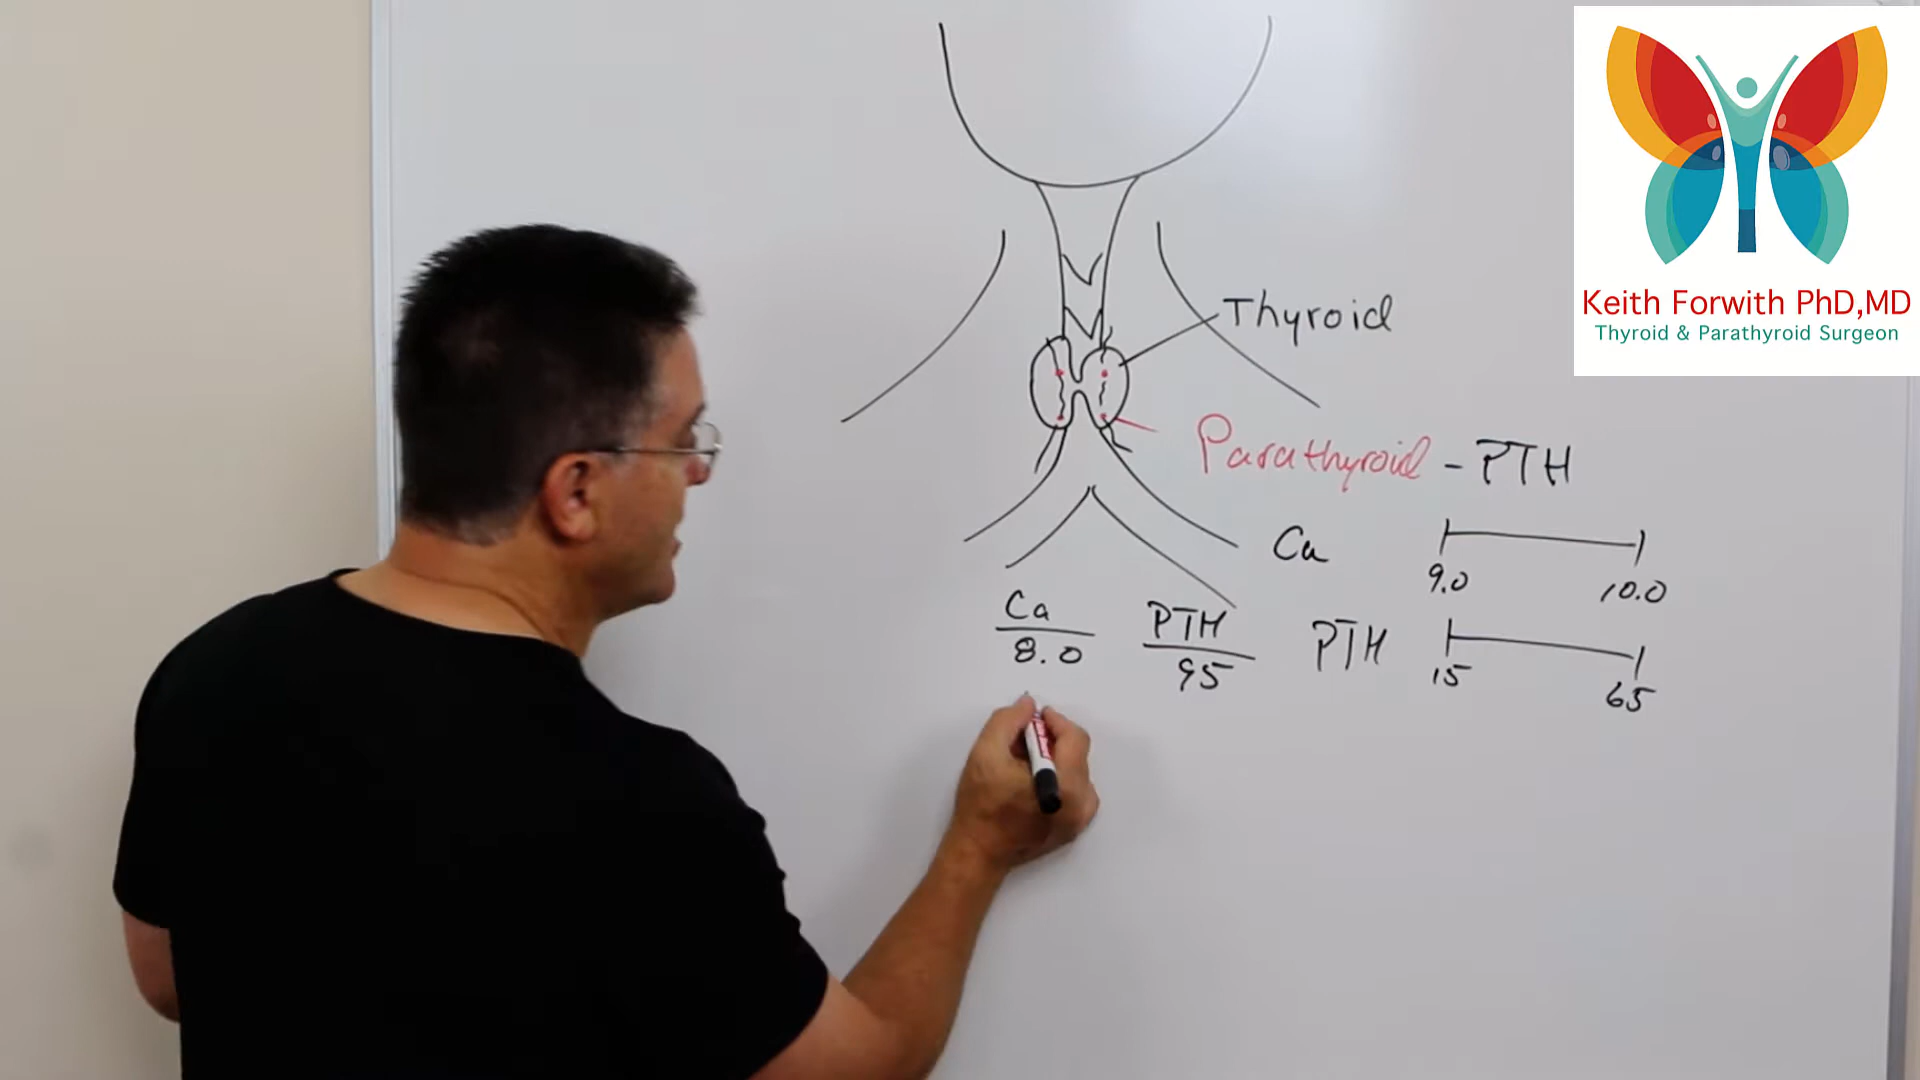 Keith Forwith PhD,MD
Thyroid & Parathyroid Surgeon
Thyroid
Parathyroid - PTH
Ca
9.0 10.0
PTH
15 65
Ca PTH
8.0 95